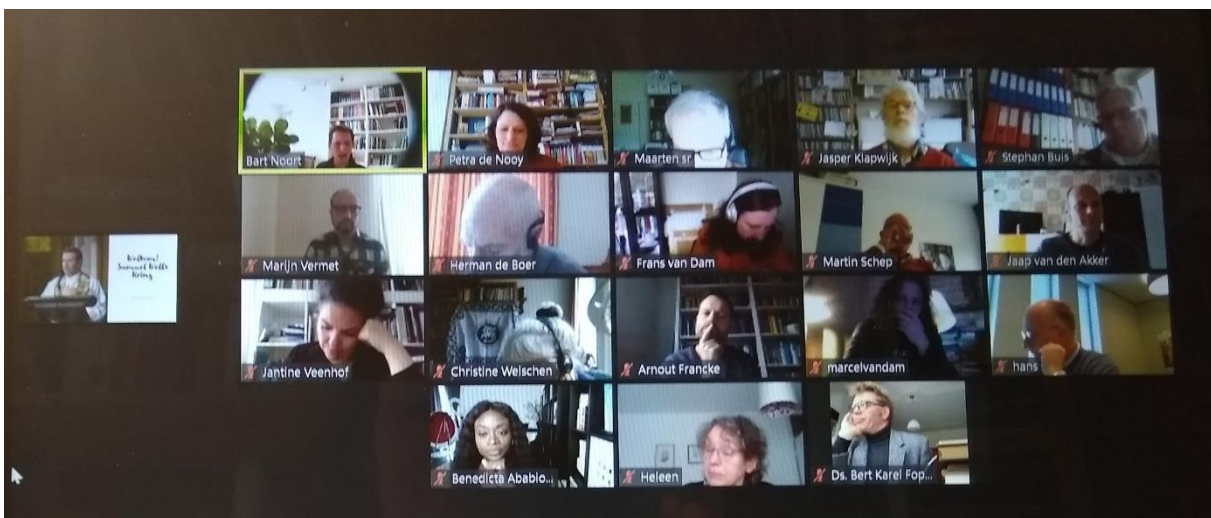 Bart Noort
Petra de Nooy
Maarten sr
Jasper Klapwijk
Stephan Buis
Marijn Vermet
Herman de Boer
Frans van Dam
Martin Schep
Jaap van den Akker
Jantine Veenhof
Christine Welschen
Arnout Francke
marcelvandam
hans
Benedicta Ababio...
Heleen
Ds. Bert Karel Fop...